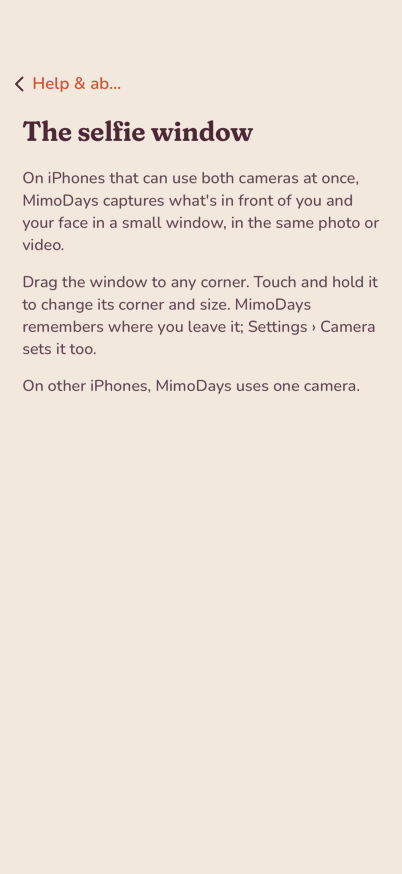 Help & ab...
The selfie window
On iPhones that can use both cameras at once,
MimoDays captures what's in front of you and
your face in a small window, in the same photo or
video.
Drag the window to any corner. Touch and hold it
to change its corner and size. MimoDays
remembers where you leave it; Settings › Camera
sets it too.
On other iPhones, MimoDays uses one camera.